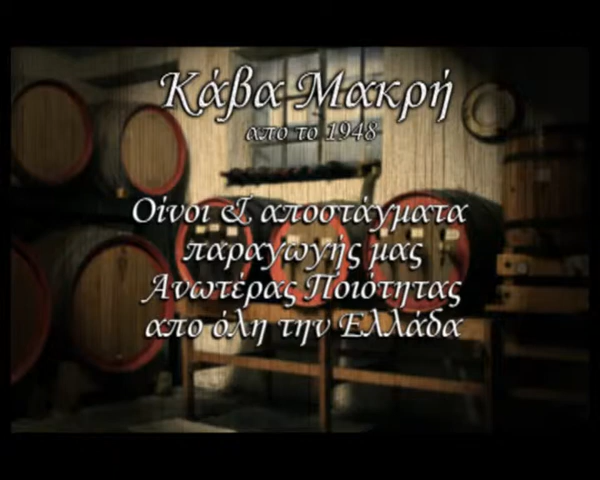 Κάβα Μακρή
απο το 1948
Οίνοι & αποστάγματα
παραγωγής μας
Ανωτέρας Ποιότητας
απο όλη την Ελλάδα